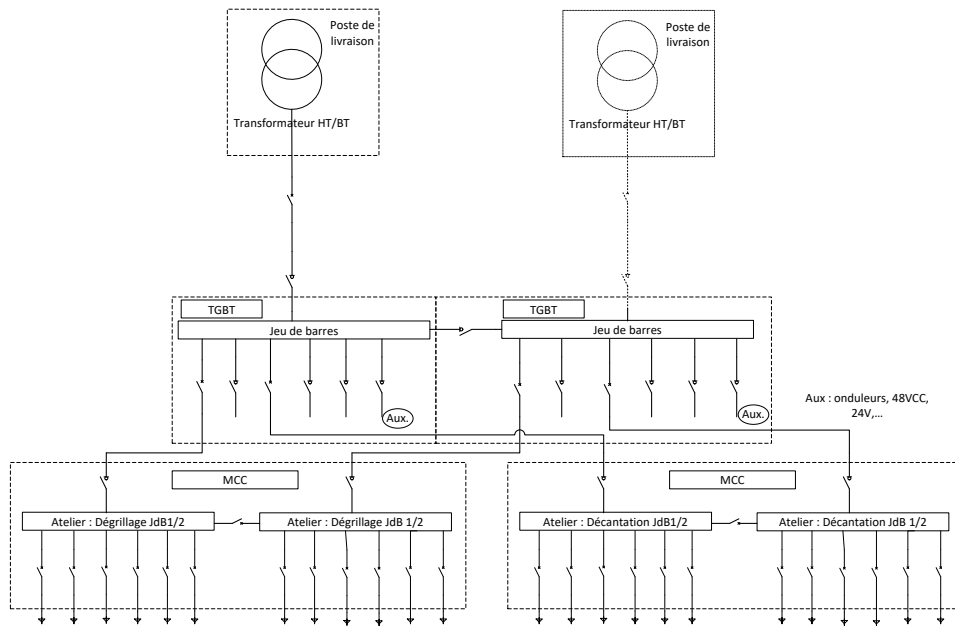 Poste de
livraison
Transformateur HT/BT
Poste de
livraison
Transformateur HT/BT
TGBT
Jeu de barres
TGBT
Jeu de barres
Aux.
Aux.
Aux : onduleurs, 48VCC,
24V,...
MCC
Atelier : Dégrillage JdB1/2
Atelier : Dégrillage JdB 1/2
MCC
Atelier : Décantation JdB1/2
Atelier : Décantation JdB 1/2